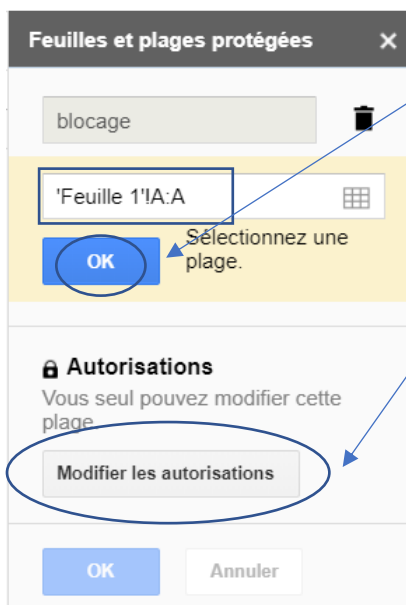 Feuilles et plages protégées ×
blocage
'Feuille 1'!A:A
Sélectionnez une
plage.
OK
Autorisations
Vous seul pouvez modifier cette
plage
Modifier les autorisations
OK Annuler